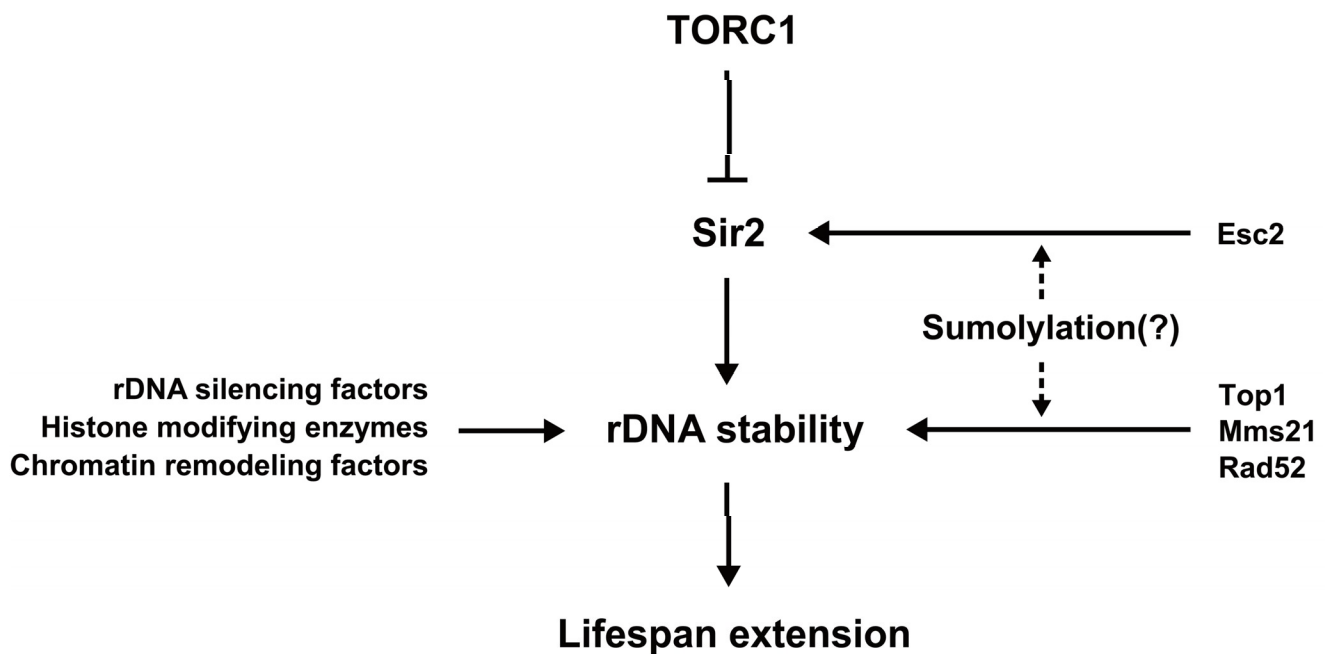 TORC1
Sir2
Esc2
Sumolylation(?)
rDNA silencing factors
Histone modifying enzymes
Chromatin remodeling factors
rDNA stability
Top1
Mms21
Rad52
Lifespan extension